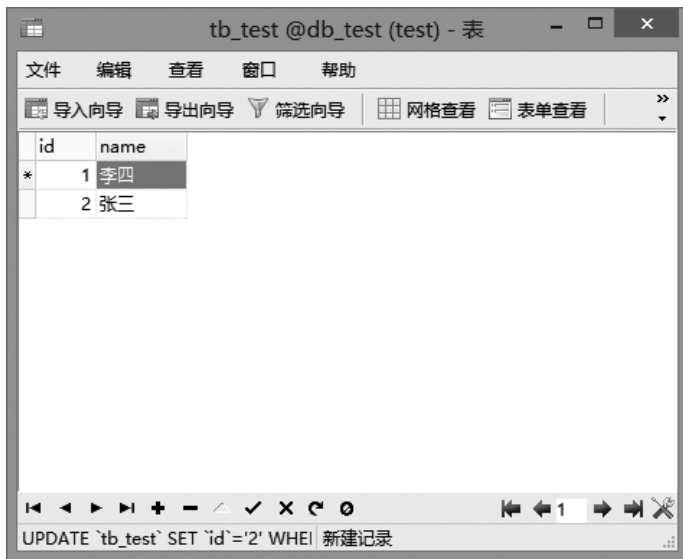 tb_test @db_test (test) - 表
文件 编辑 查看 窗口 帮助
导入向导 导出向导 筛选向导 网格查看 表单查看
id name
1 李四
2 张三
1
UPDATE `tb_test` SET `id`='2' WHEI 新建记录